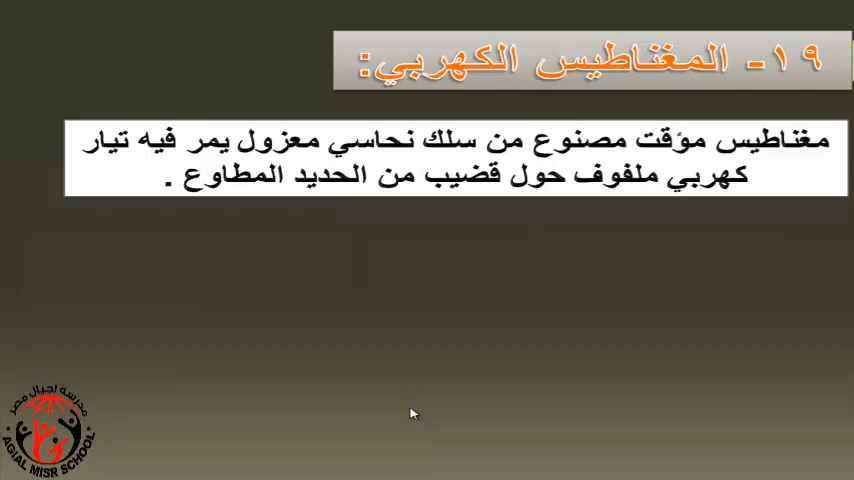 ١٩- المغناطيس الكهربي:
مغناطيس مؤقت مصنوع من سلك نحاسي معزول يمر فيه تيار
كهربي ملفوف حول قضيب من الحديد المطاوع .
مدرسة اجيال مصر
AGIAL MISR SCHOOL